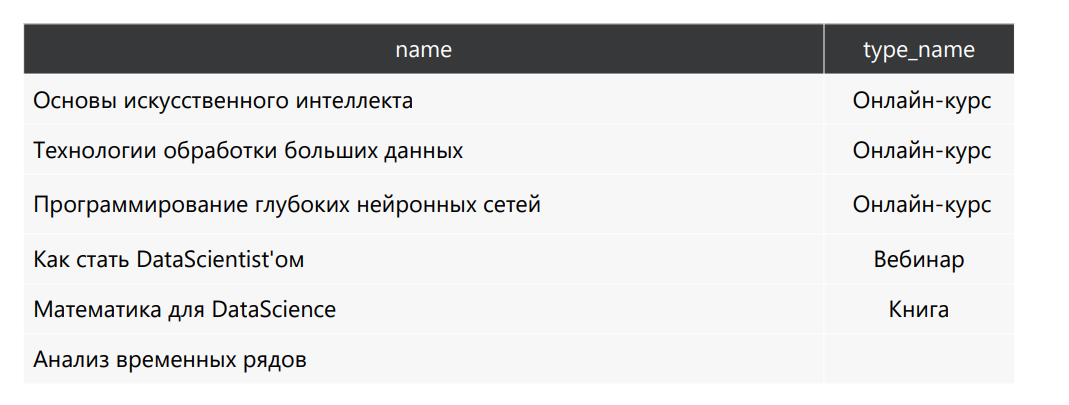 name type_name
Основы искусственного интеллекта Онлайн-курс
Технологии обработки больших данных Онлайн-курс
Программирование глубоких нейронных сетей Онлайн-курс
Как стать DataScientist'ом Вебинар
Математика для DataScience Книга
Анализ временных рядов